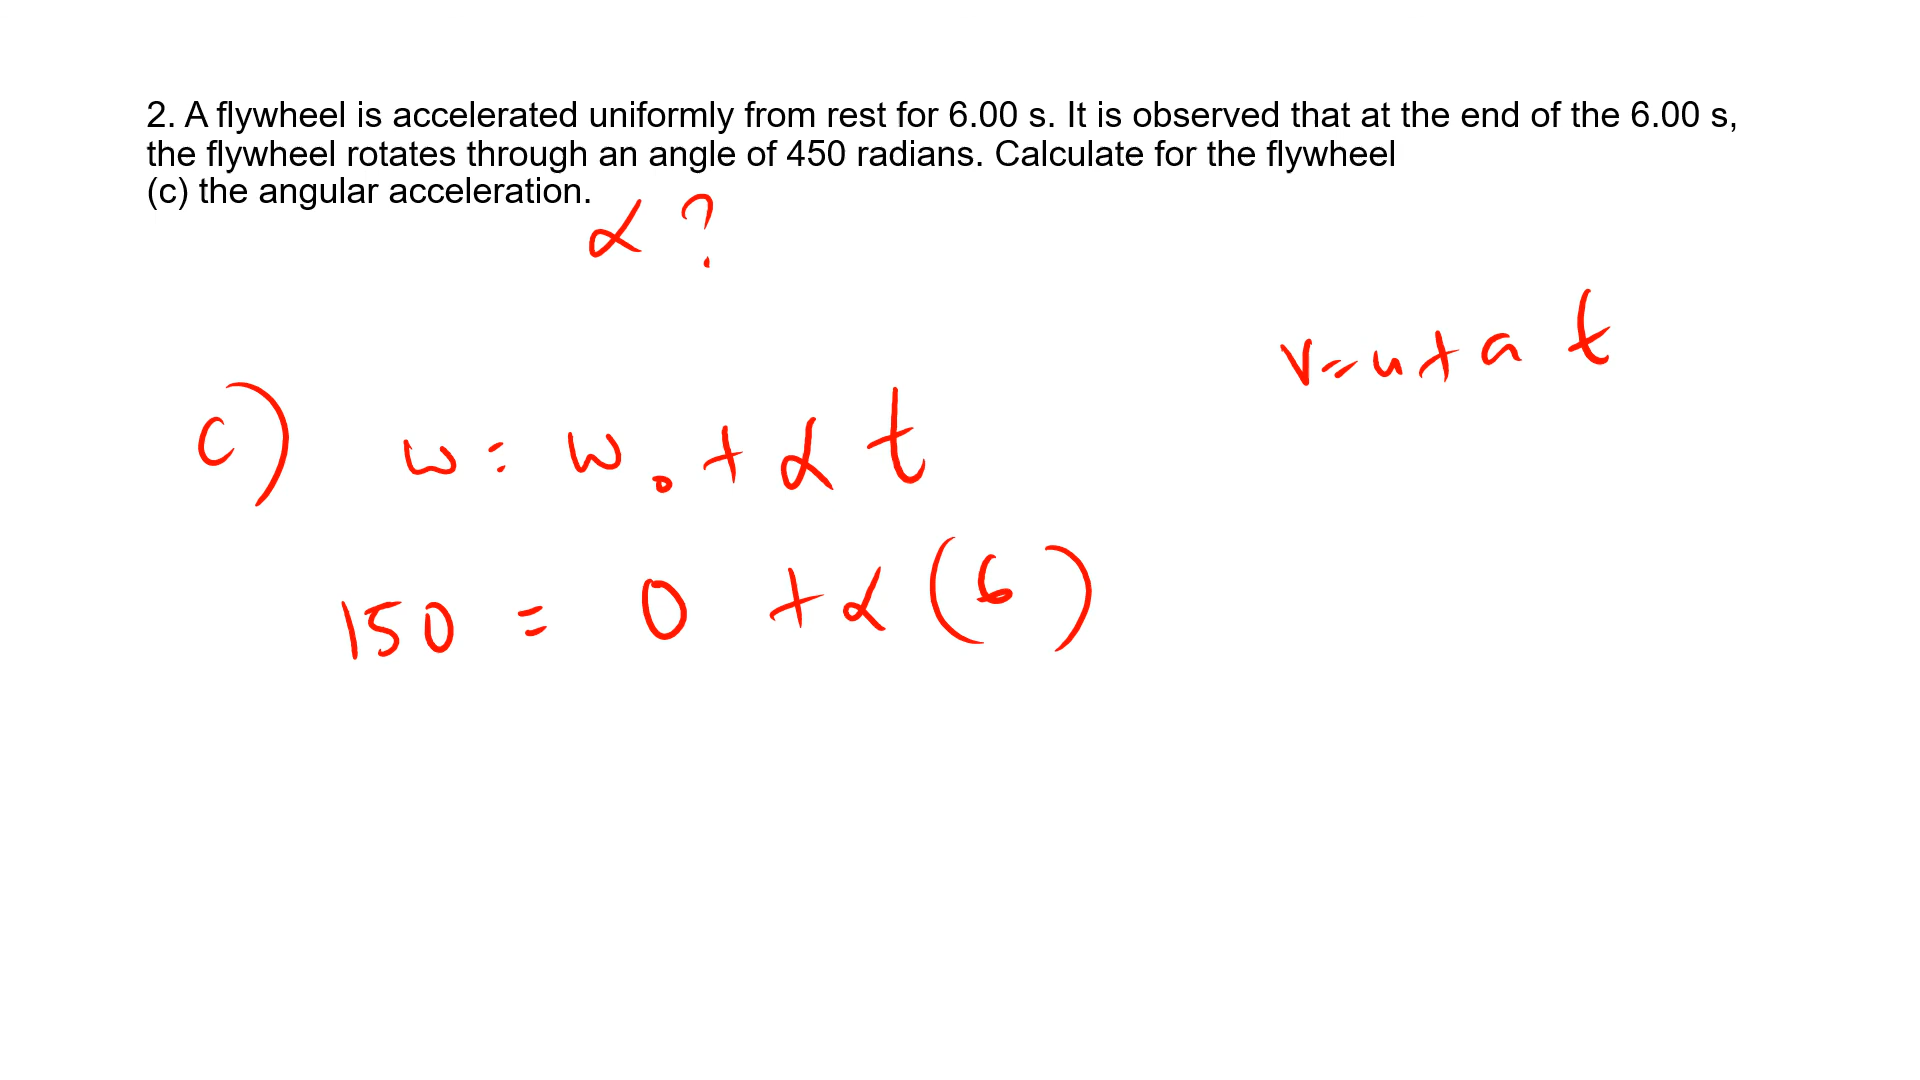 2. A flywheel is accelerated uniformly from rest for 6.00 s. It is observed that at the end of the 6.00 s,
the flywheel rotates through an angle of 450 radians. Calculate for the flywheel
(c) the angular acceleration.
α ?
v = u + a t
c) ω = ω₀ + α t
150 = 0 + α (6)